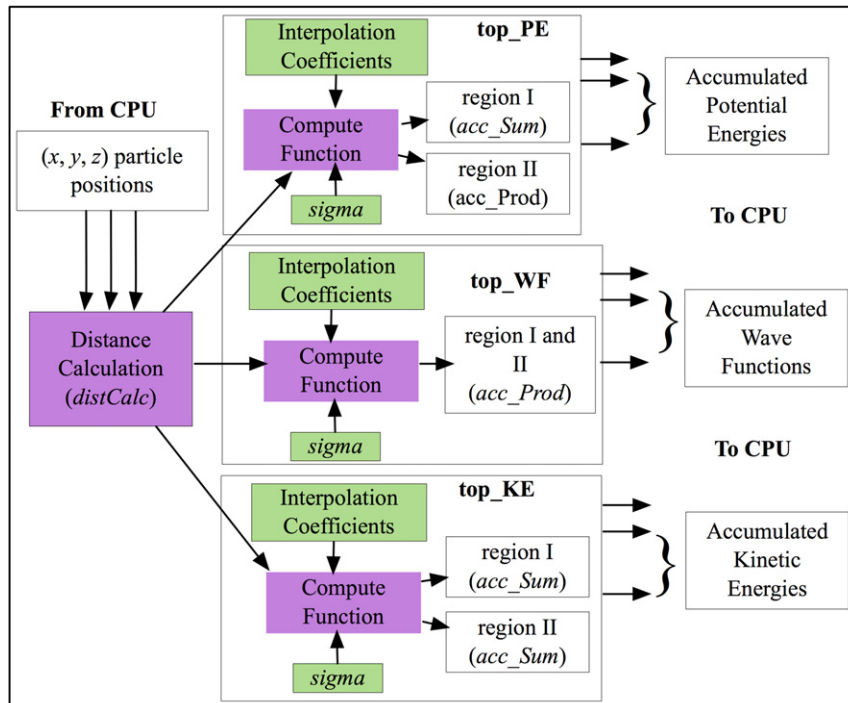 From CPU
(x, y, z) particle
positions
Distance
Calculation
(distCalc)
top_PE
Interpolation
Coefficients
Compute
Function
sigma
region I
(acc_Sum)
region II
(acc_Prod)
Accumulated
Potential
Energies
To CPU
top_WF
Interpolation
Coefficients
Compute
Function
sigma
region I and
II
(acc_Prod)
Accumulated
Wave
Functions
To CPU
top_KE
Interpolation
Coefficients
Compute
Function
sigma
region I
(acc_Sum)
region II
(acc_Sum)
Accumulated
Kinetic
Energies